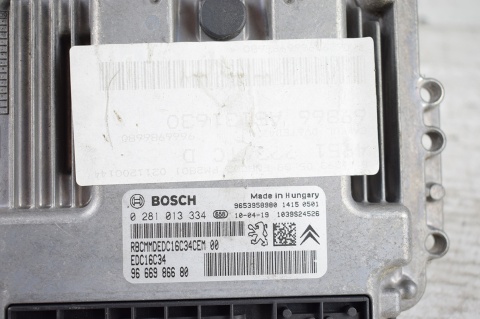 BOSCH
Made in Hungary
9653958980 1415 0501
0 281 013 334
10-04-19 1039S24526
RBCMMDEDC16C34CEM 00
EDC16C34
96 669 866 80